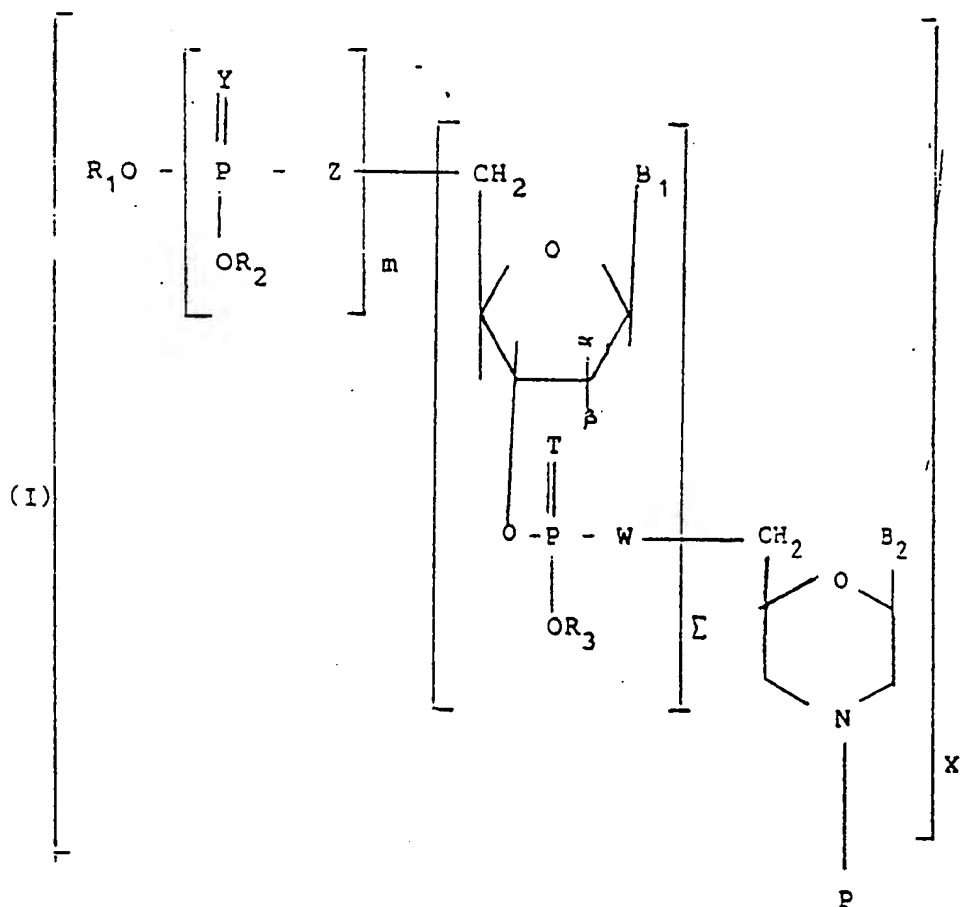 Y
R1O - P - Z CH2 B1
OR2 m
O
α
β
T
(I)
O - P - W CH2 B2
O
OR3 Σ
N
X
P